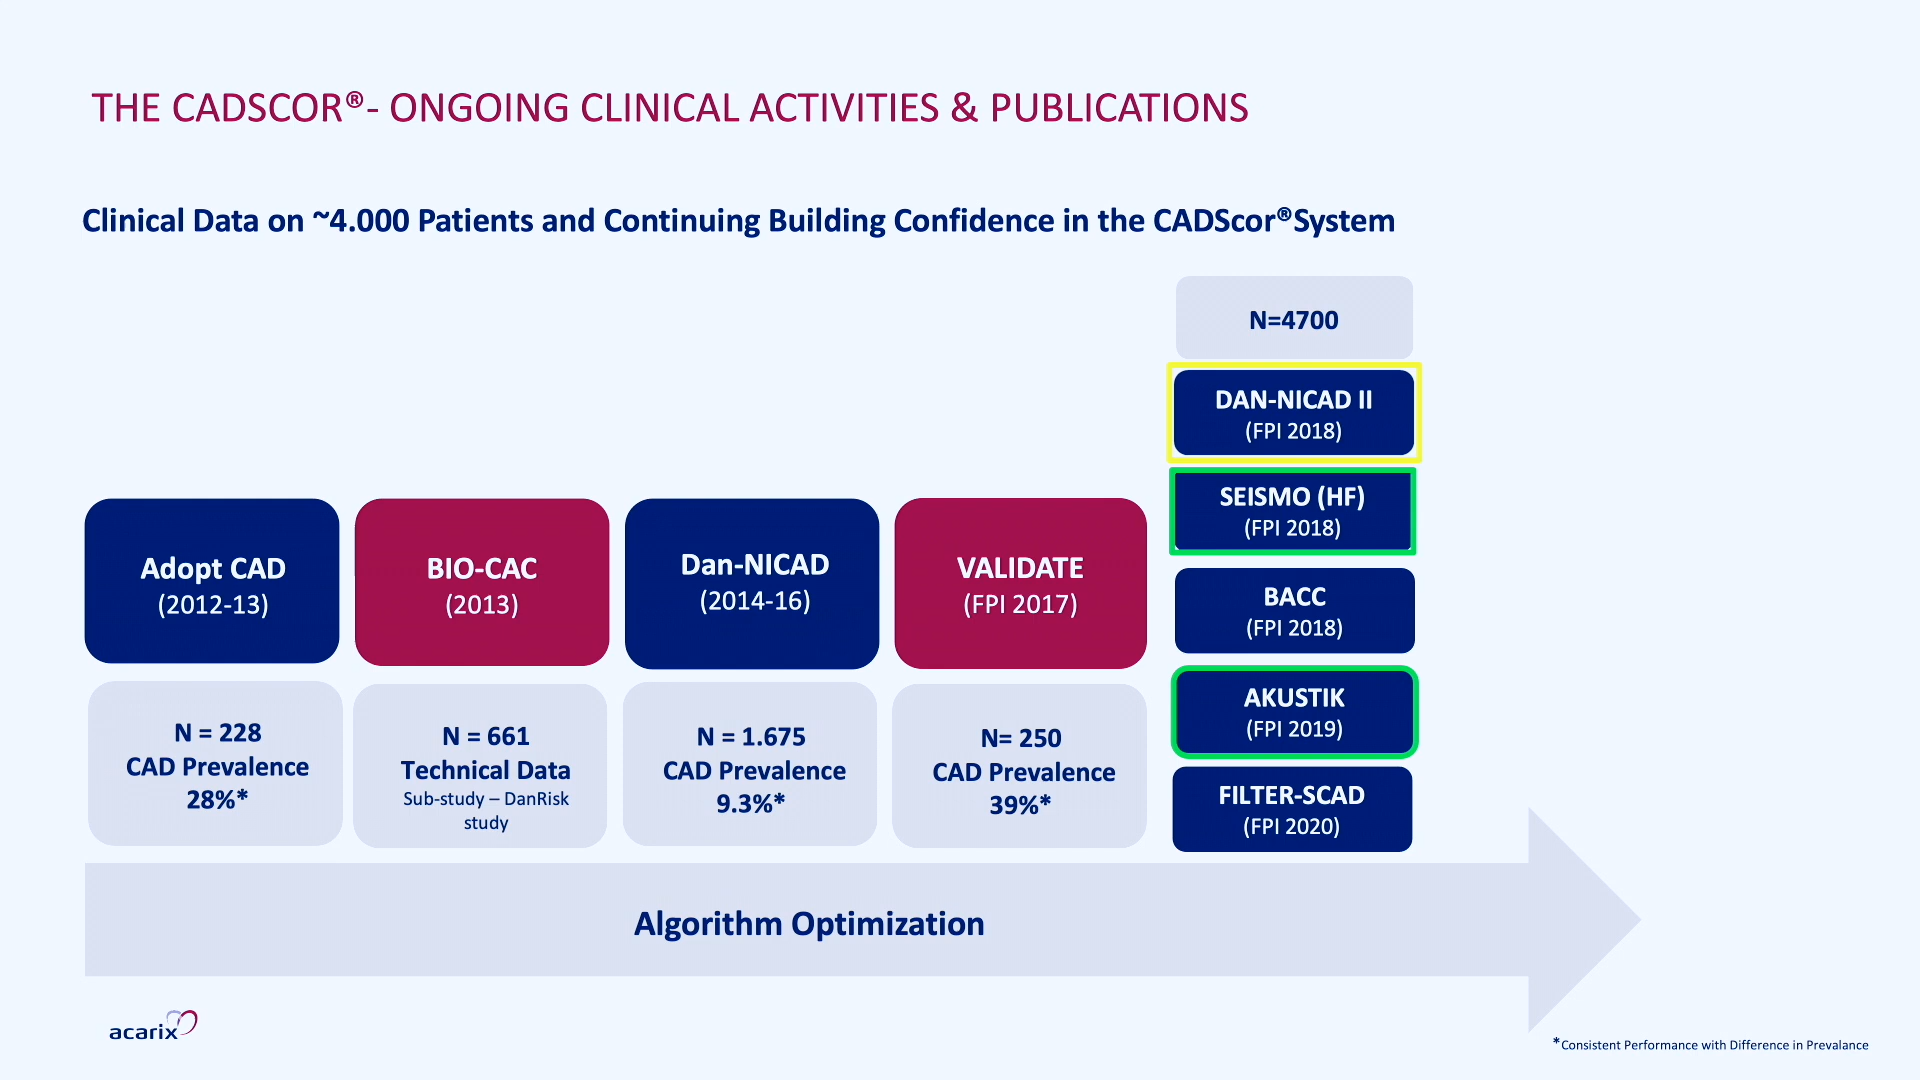 THE CADSCOR®- ONGOING CLINICAL ACTIVITIES & PUBLICATIONS
Clinical Data on ~4.000 Patients and Continuing Building Confidence in the CADScor®System
Adopt CAD
(2012-13)
N = 228
CAD Prevalence
28%*
BIO-CAC
(2013)
N = 661
Technical Data
Sub-study – DanRisk
study
Dan-NICAD
(2014-16)
N = 1.675
CAD Prevalence
9.3%*
VALIDATE
(FPI 2017)
N= 250
CAD Prevalence
39%*
N=4700
DAN-NICAD II
(FPI 2018)
SEISMO (HF)
(FPI 2018)
BACC
(FPI 2018)
AKUSTIK
(FPI 2019)
FILTER-SCAD
(FPI 2020)
Algorithm Optimization
acarix
*Consistent Performance with Difference in Prevalance